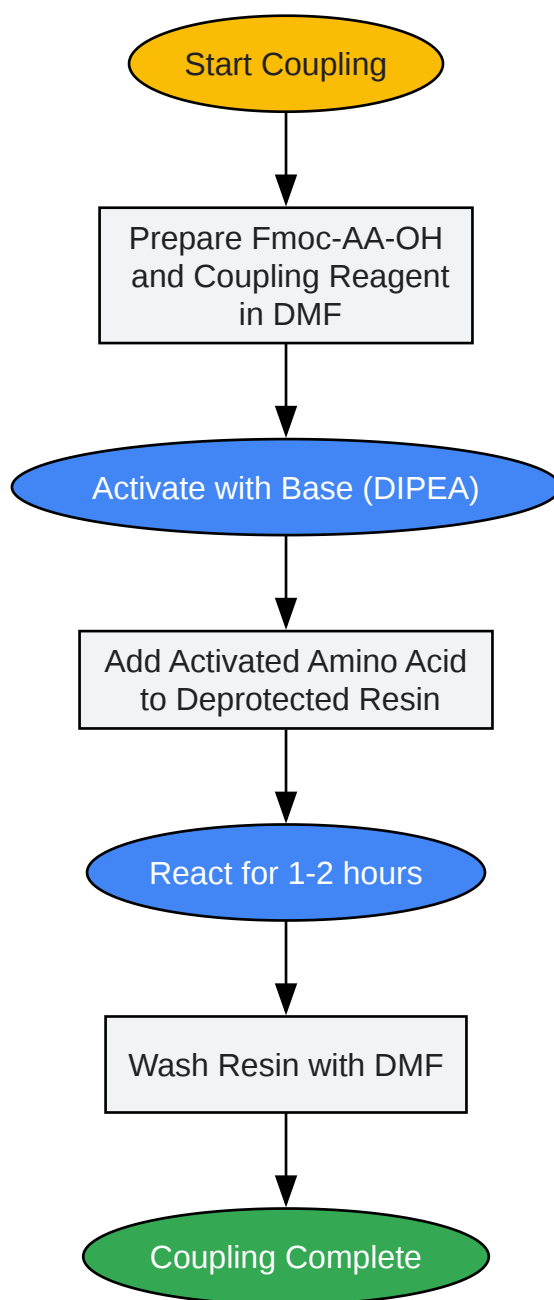 Start Coupling
Prepare Fmoc-AA-OH
and Coupling Reagent
in DMF
Activate with Base (DIPEA)
Add Activated Amino Acid
to Deprotected Resin
React for 1-2 hours
Wash Resin with DMF
Coupling Complete